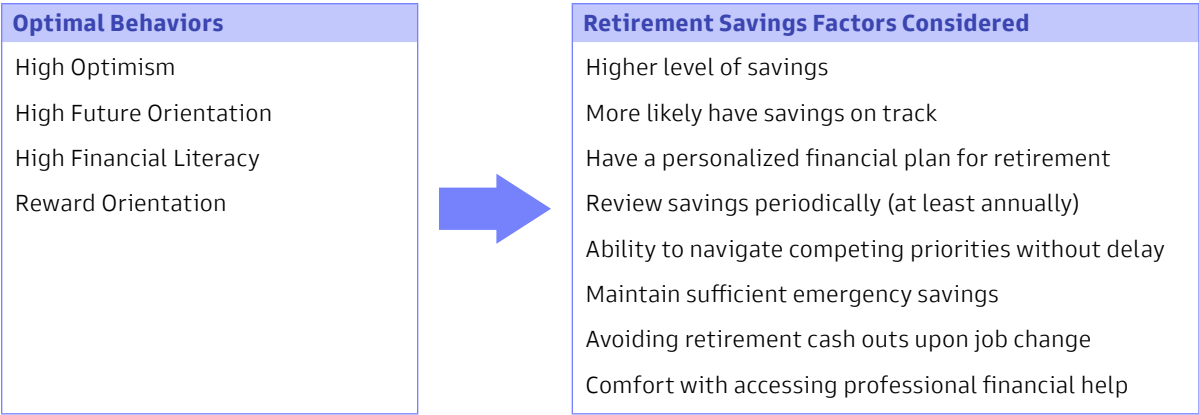 Optimal Behaviors
High Optimism
High Future Orientation
High Financial Literacy
Reward Orientation
Retirement Savings Factors Considered
Higher level of savings
More likely have savings on track
Have a personalized financial plan for retirement
Review savings periodically (at least annually)
Ability to navigate competing priorities without delay
Maintain sufficient emergency savings
Avoiding retirement cash outs upon job change
Comfort with accessing professional financial help